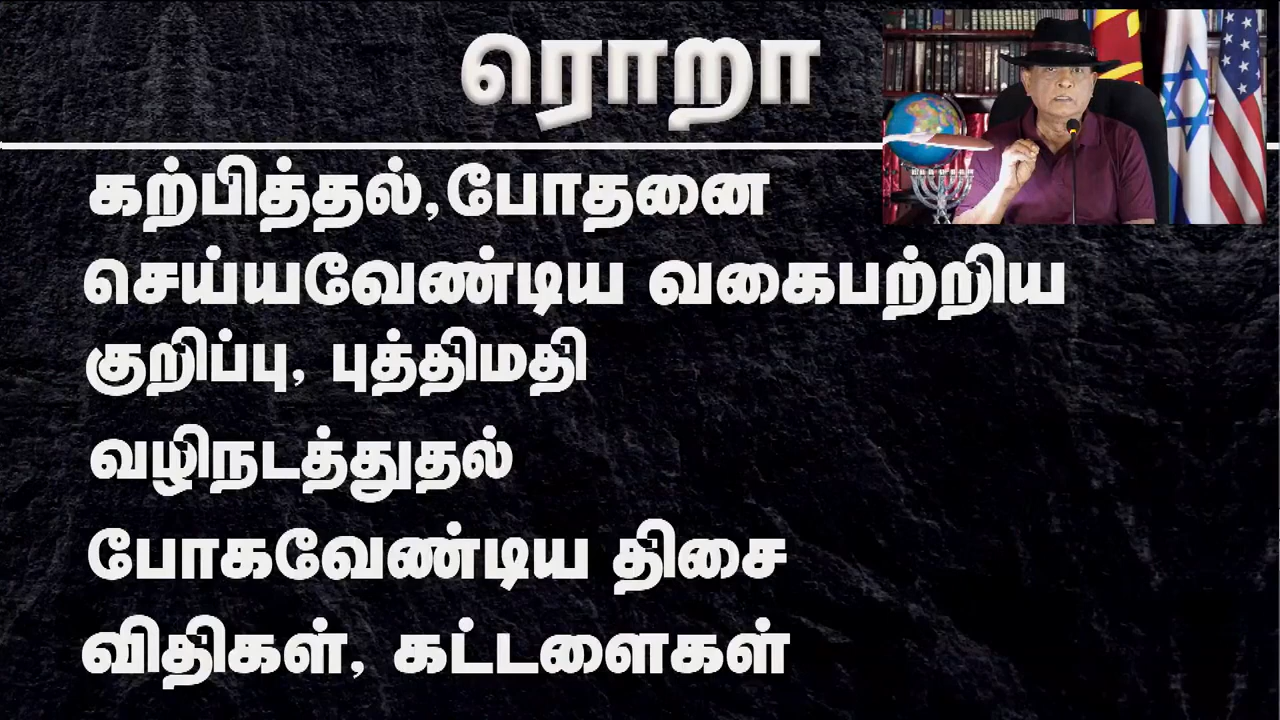 ரொறா
கற்பித்தல்,போதனை
செய்யவேண்டிய வகைபற்றிய
குறிப்பு, புத்திமதி
வழிநடத்துதல்
போகவேண்டிய திசை
விதிகள், கட்டளைகள்